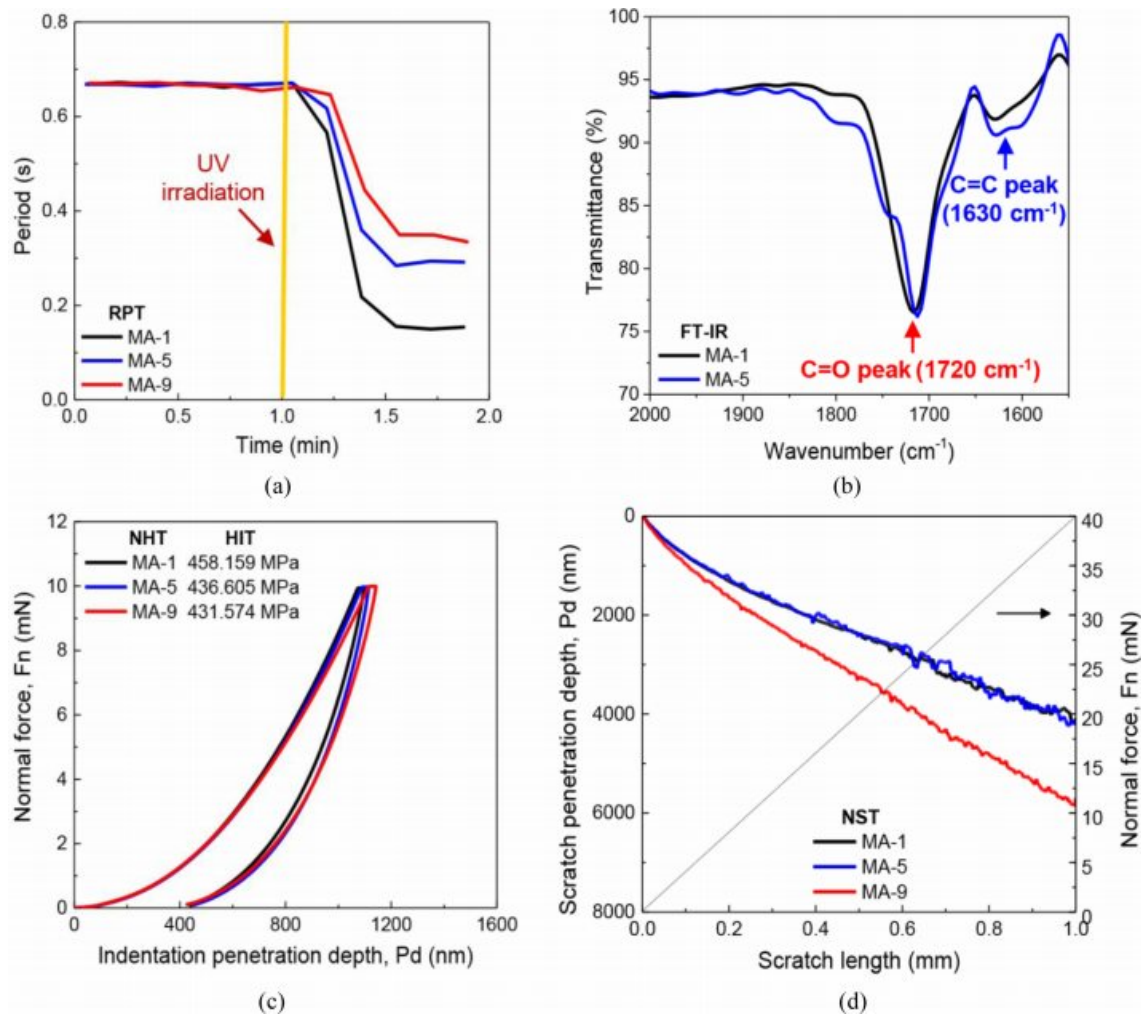 0.8
0.6
0.4
0.2
0.0
Period (s)
UV
irradiation
RPT
MA-1
MA-5
MA-9
0.0 0.5 1.0 1.5 2.0
Time (min)
(a)
100
95
90
85
80
75
70
Transmittance (%)
C=C peak
(1630 cm⁻¹)
FT-IR
MA-1
MA-5
C=O peak (1720 cm⁻¹)
2000 1900 1800 1700 1600
Wavenumber (cm⁻¹)
(b)
12
10
8
6
4
2
0
Normal force, Fn (mN)
NHT HIT
MA-1 458.159 MPa
MA-5 436.605 MPa
MA-9 431.574 MPa
0 400 800 1200 1600
Indentation penetration depth, Pd (nm)
(c)
0
2000
4000
6000
8000
Scratch penetration depth, Pd (nm)
40
35
30
25
20
15
10
5
0
Normal force, Fn (mN)
NST
MA-1
MA-5
MA-9
0.0 0.2 0.4 0.6 0.8 1.0
Scratch length (mm)
(d)